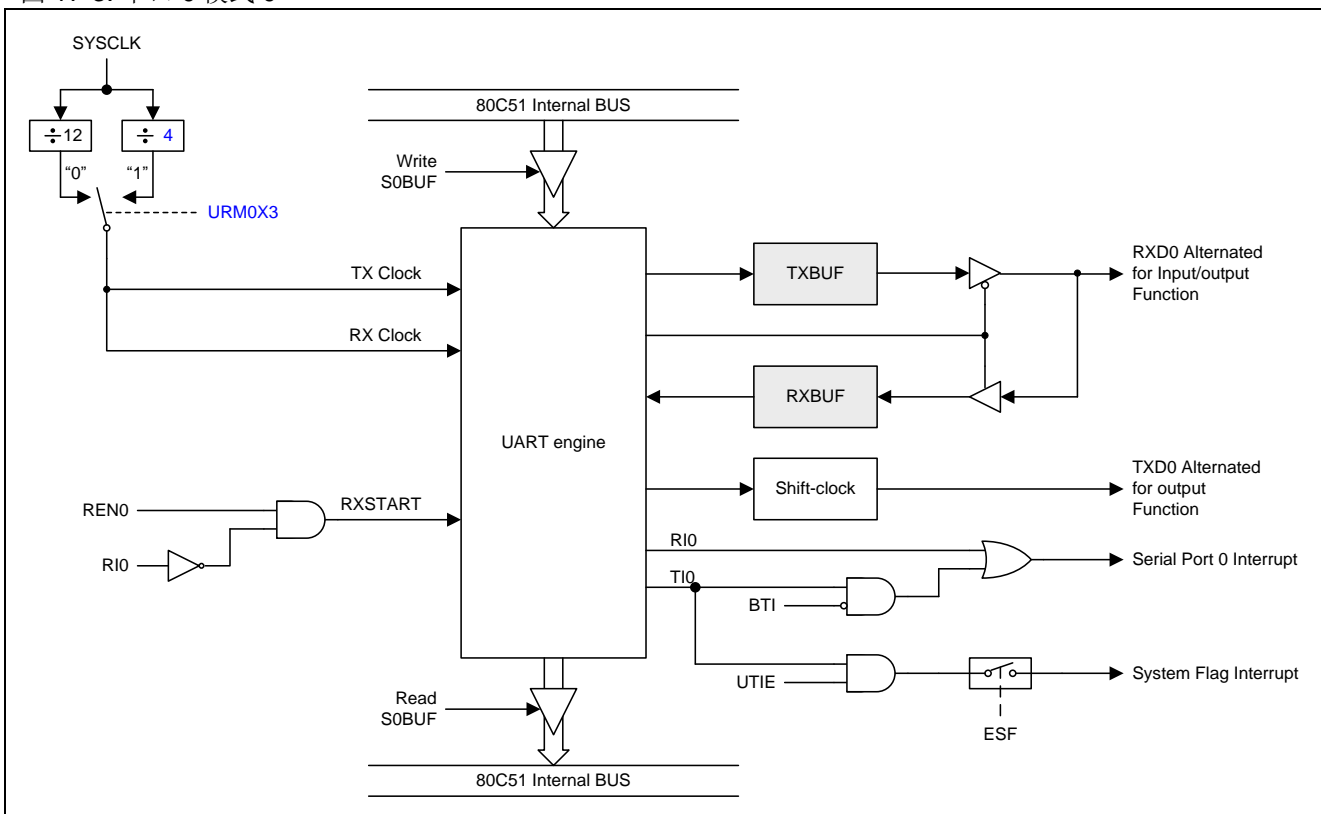 SYSCLK
÷12
÷ 4
“0”
“1”
URM0X3
80C51 Internal BUS
Write
S0BUF
TX Clock
RX Clock
UART engine
TXBUF
RXBUF
Shift-clock
RXD0 Alternated
for Input/output
Function
TXD0 Alternated
for output
Function
REN0
RI0
RXSTART
RI0
TI0
BTI
UTIE
Serial Port 0 Interrupt
System Flag Interrupt
ESF
Read
S0BUF
80C51 Internal BUS